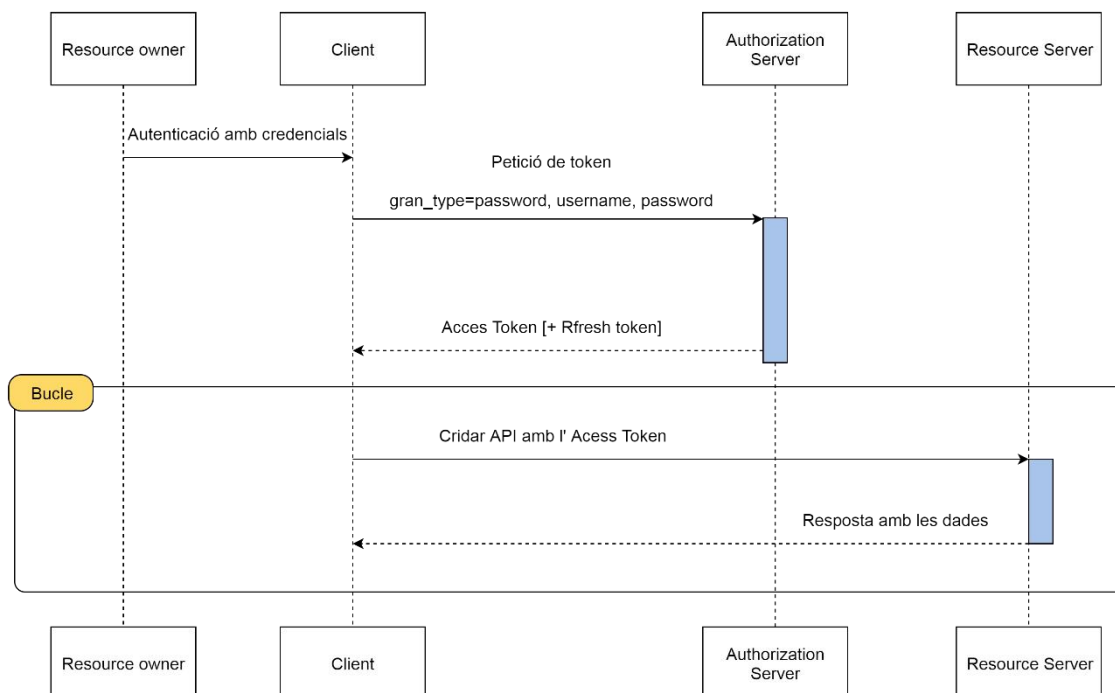 Resource owner
Client
Authorization
Server
Resource Server
Autenticació amb credencials
Petició de token
gran_type=password, username, password
Acces Token [+ Rfresh token]
Bucle
Cridar API amb l' Acess Token
Resposta amb les dades
Resource owner
Client
Authorization
Server
Resource Server